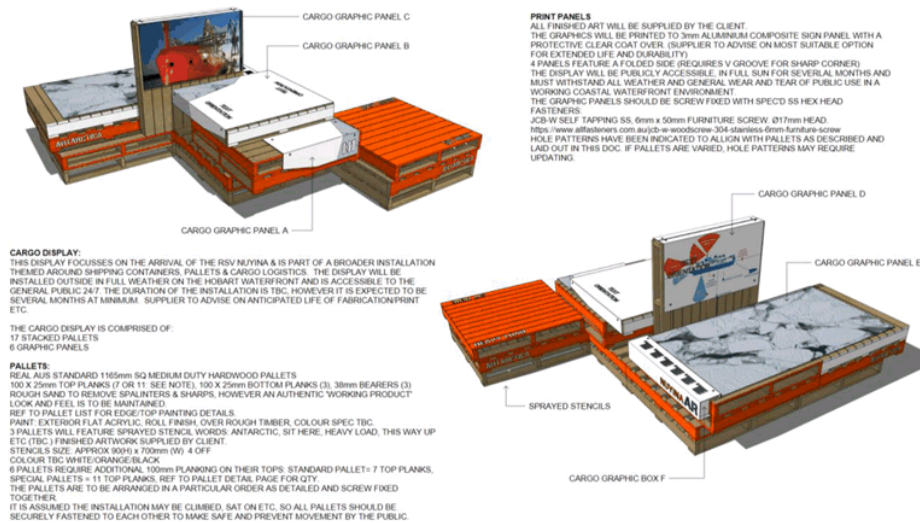 CARGO GRAPHIC PANEL C
CARGO GRAPHIC PANEL B
CARGO GRAPHIC PANEL A
PRINT PANELS
ALL FINISHED ART WILL BE SUPPLIED BY THE CLIENT.
THE GRAPHICS WILL BE PRINTED TO 3mm ALUMINIUM COMPOSITE SIGN PANEL WITH A
PROTECTIVE CLEAR COAT OVER. (SUPPLIER TO ADVISE ON MOST SUITABLE OPTION
FOR EXTENDED LIFE AND DURABILITY)
4 PANELS FEATURE A FOLDED SIDE (REQUIRES V GROOVE FOR SHARP CORNER)
THE DISPLAY WILL BE PUBLICLY ACCESSIBLE, IN FULL SUN FOR SEVERLAL MONTHS AND
MUST WITHSTAND ALL WEATHER AND GENERAL WEAR AND TEAR OF PUBLIC USE IN A
WORKING COASTAL WATERFRONT ENVIRONMENT.
THE GRAPHIC PANELS SHOULD BE SCREW FIXED WITH SPEC'D SS HEX HEAD
FASTENERS:
JCB-W SELF TAPPING SS, 6mm x 50mm FURNITURE SCREW. Ø17mm HEAD.
https://www.allfasteners.com.au/jcb-w-woodscrew-304-stainless-6mm-furniture-screw
HOLE PATTERNS HAVE BEEN INDICATED TO ALLIGN WITH PALLETS AS DESCRIBED AND
LAID OUT IN THIS DOC. IF PALLETS ARE VARIED, HOLE PATTERNS MAY REQUIRE
UPDATING.
CARGO DISPLAY:
THIS DISPLAY FOCUSSES ON THE ARRIVAL OF THE RSV NUYINA & IS PART OF A BROADER INSTALLATION
THEMED AROUND SHIPPING CONTAINERS, PALLETS & CARGO LOGISTICS. THE DISPLAY WILL BE
INSTALLED OUTSIDE IN FULL WEATHER ON THE HOBART WATERFRONT AND IS ACCESSIBLE TO THE
GENERAL PUBLIC 24/7. THE DURATION OF THE INSTALLATION IS TBC, HOWEVER IT IS EXPECTED TO BE
SEVERAL MONTHS AT MINIMUM. SUPPLIER TO ADVISE ON ANTICIPATED LIFE OF FABRICATION/PRINT
ETC.
THE CARGO DISPLAY IS COMPRISED OF:
17 STACKED PALLETS
6 GRAPHIC PANELS
PALLETS:
REAL AUS STANDARD 1165mm SQ MEDIUM DUTY HARDWOOD PALLETS
100 X 25mm TOP PLANKS (7 OR 11: SEE NOTE), 100 X 25mm BOTTOM PLANKS (3), 38mm BEARERS (3)
ROUGH SAND TO REMOVE SPLINTERS & SHARPS, HOWEVER AN AUTHENTIC 'WORKING PRODUCT'
LOOK AND FEEL IS TO BE MAINTAINED.
REF TO PALLET LIST FOR EDGE/TOP PAINTING DETAILS.
PAINT: EXTERIOR FLAT ACRYLIC, ROLL FINISH, OVER ROUGH TIMBER, COLOUR SPEC TBC.
3 PALLETS WILL FEATURE SPRAYED STENCIL WORDS: ANTARCTIC, SIT HERE, HEAVY LOAD, THIS WAY UP
ETC (TBC.) FINISHED ARTWORK SUPPLIED BY CLIENT.
STENCILS SIZE: APPROX 90(H) x 700mm (W) 4 OFF
COLOUR TBC WHITE/ORANGE/BLACK
6 PALLETS REQUIRE ADDITIONAL 100mm PLANKING ON THEIR TOPS. STANDARD PALLET= 7 TOP PLANKS,
SPECIAL PALLETS = 11 TOP PLANKS, REF TO PALLET DETAIL PAGE FOR QTY.
THE PALLETS ARE TO BE ARRANGED IN A PARTICULAR ORDER AS DETAILED AND SCREW FIXED
TOGETHER.
IT IS ASSUMED THE INSTALLATION MAY BE CLIMBED, SAT ON ETC, SO ALL PALLETS SHOULD BE
SECURELY FASTENED TO EACH OTHER TO MAKE SAFE AND PREVENT MOVEMENT BY THE PUBLIC.
CARGO GRAPHIC PANEL D
CARGO GRAPHIC PANEL E
TEST
ORIENTATION
SPRAYED STENCILS
CARGO GRAPHIC BOX F